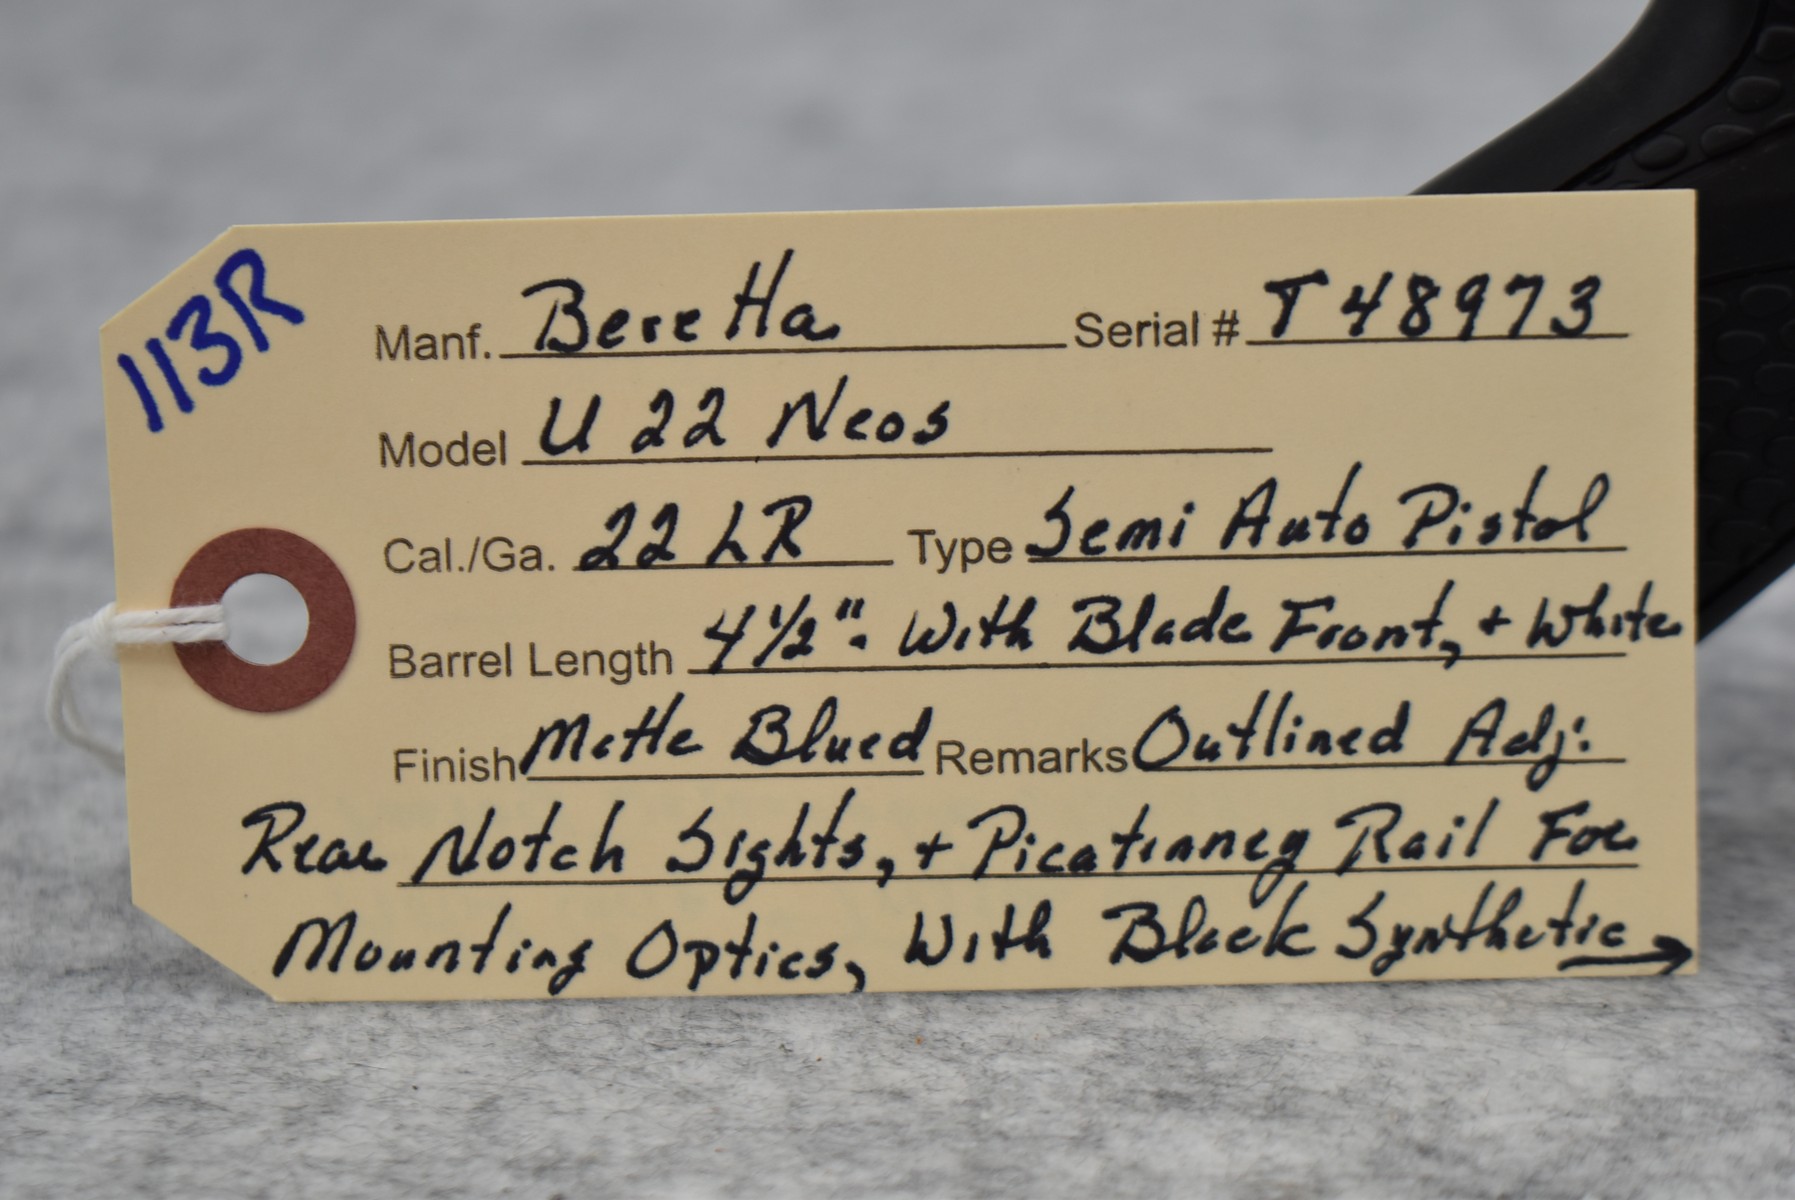 113R
Manf. Beretta Serial # T48973
Model U 22 Neos
Cal./Ga. 22 LR Type Semi Auto Pistol
Barrel Length 4½". With Blade Front, + White
Finish Matte Blued Remarks Outlined Adj.
Rear Notch Sights, + Picatinney Rail For
Mounting Optics, With Black Synthetic →